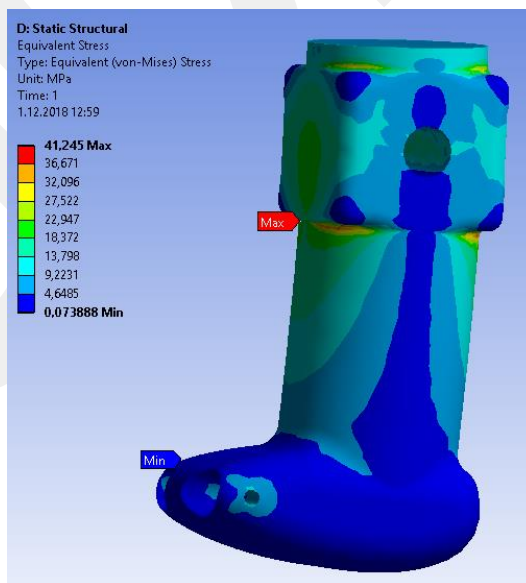 D: Static Structural
Equivalent Stress
Type: Equivalent (von-Mises) Stress
Unit: MPa
Time: 1
1.12.2018 12:59
41,245 Max
36,671
32,096
27,522
22,947
18,372
13,798
9,2231
4,6485
0,073888 Min
Max
Min